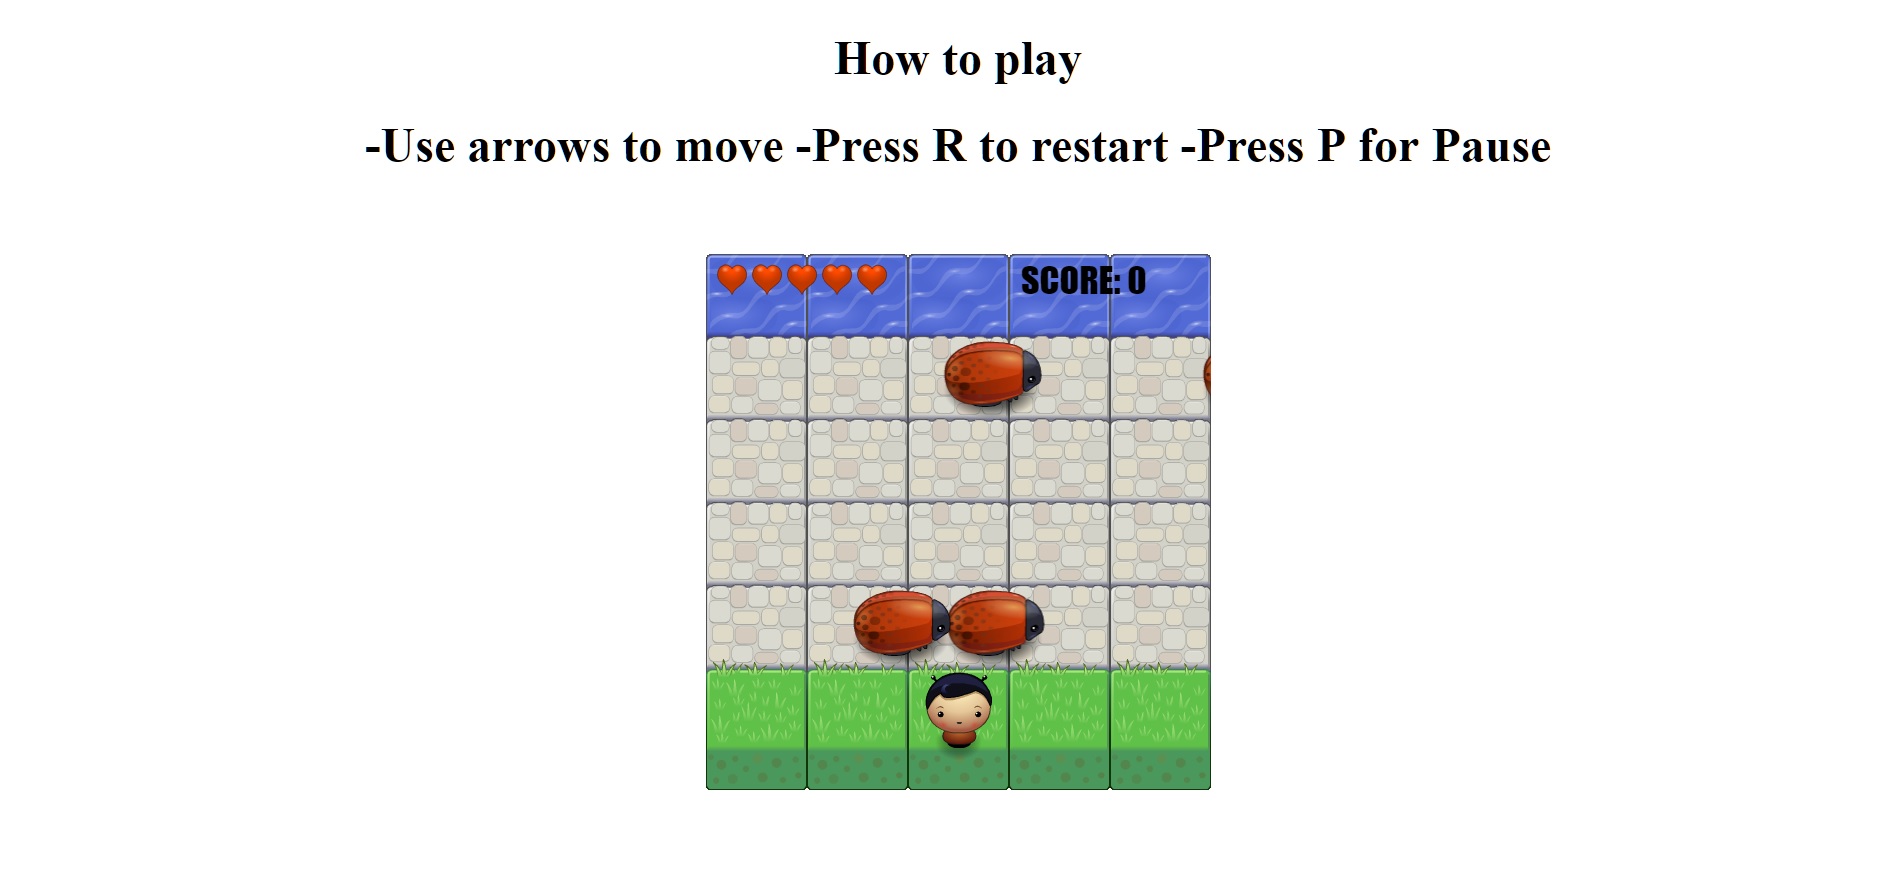 How to play
-Use arrows to move -Press R to restart -Press P for Pause
SCORE: 0